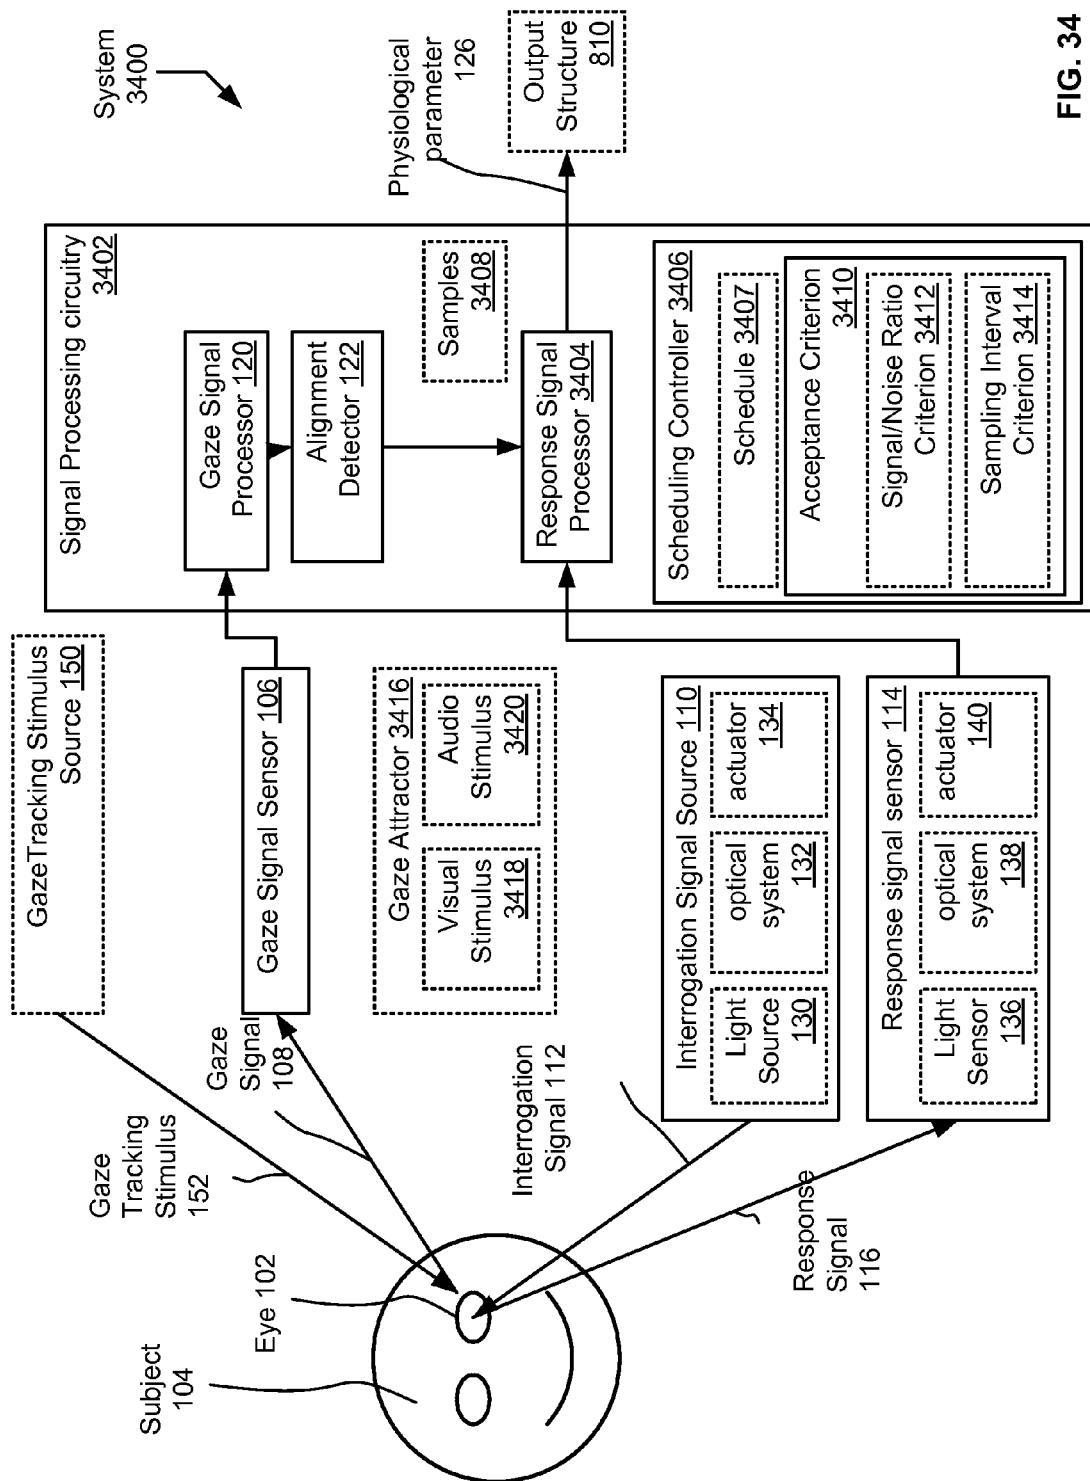 System
3400
GazeTracking Stimulus
Source 150
Gaze
Tracking
Stimulus
152
Gaze
Signal
108
Gaze Signal Sensor 106
Subject
104
Eye 102
Gaze Attractor 3416
Visual
Stimulus
3418
Audio
Stimulus
3420
Interrogation
Signal 112
Interrogation Signal Source 110
Light
Source
130
optical
system
132
actuator
134
Response
Signal
116
Response signal sensor 114
Light
Sensor
136
optical
system
138
actuator
140
Signal Processing circuitry
3402
Gaze Signal
Processor 120
Alignment
Detector 122
Samples
3408
Response Signal
Processor 3404
Scheduling Controller 3406
Schedule 3407
Acceptance Criterion
3410
Signal/Noise Ratio
Criterion 3412
Sampling Interval
Criterion 3414
Physiological
parameter
126
Output
Structure
810
FIG. 34